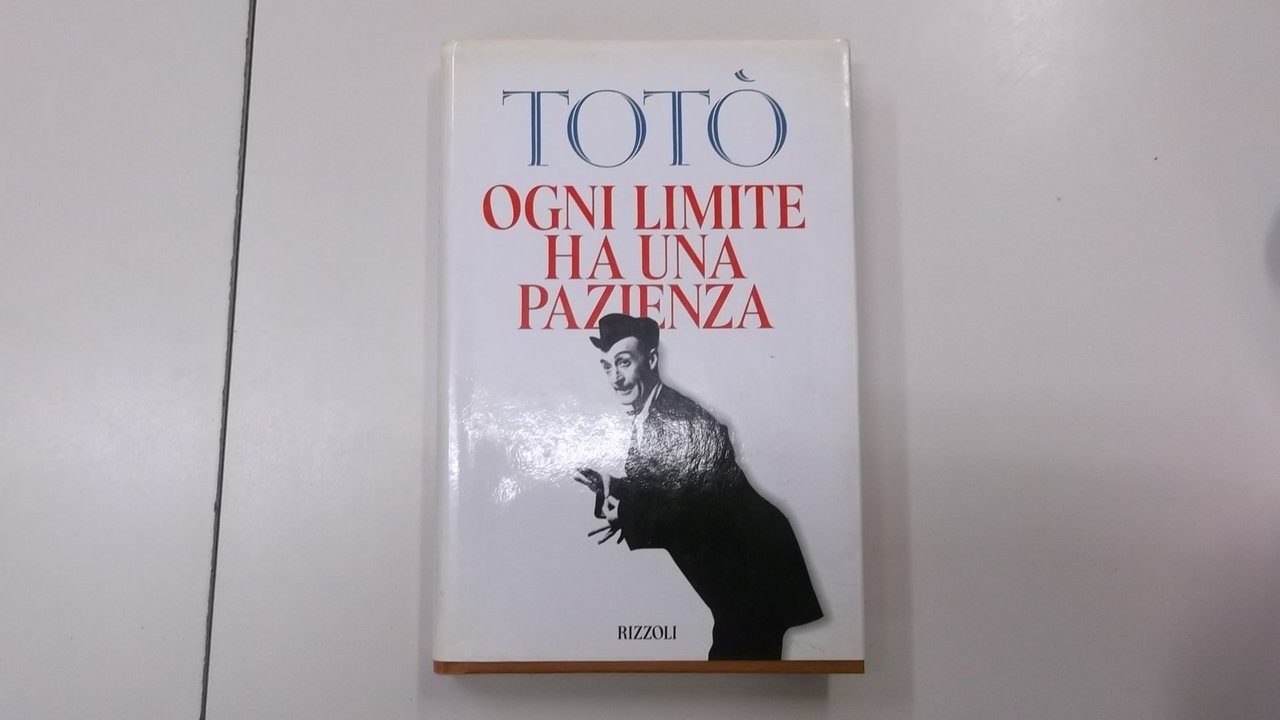 TOTÒ
OGNI LIMITE
HA UNA
PAZIENZA
RIZZOLI